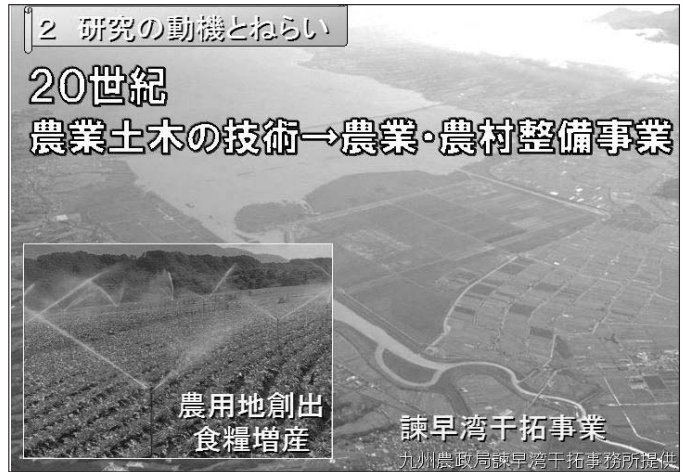 2 研究の動機とねらい
20世紀
農業土木の技術→農業・農村整備事業
農用地創出
食糧増産
諫早湾干拓事業
九州農政局諫早湾干拓事務所提供